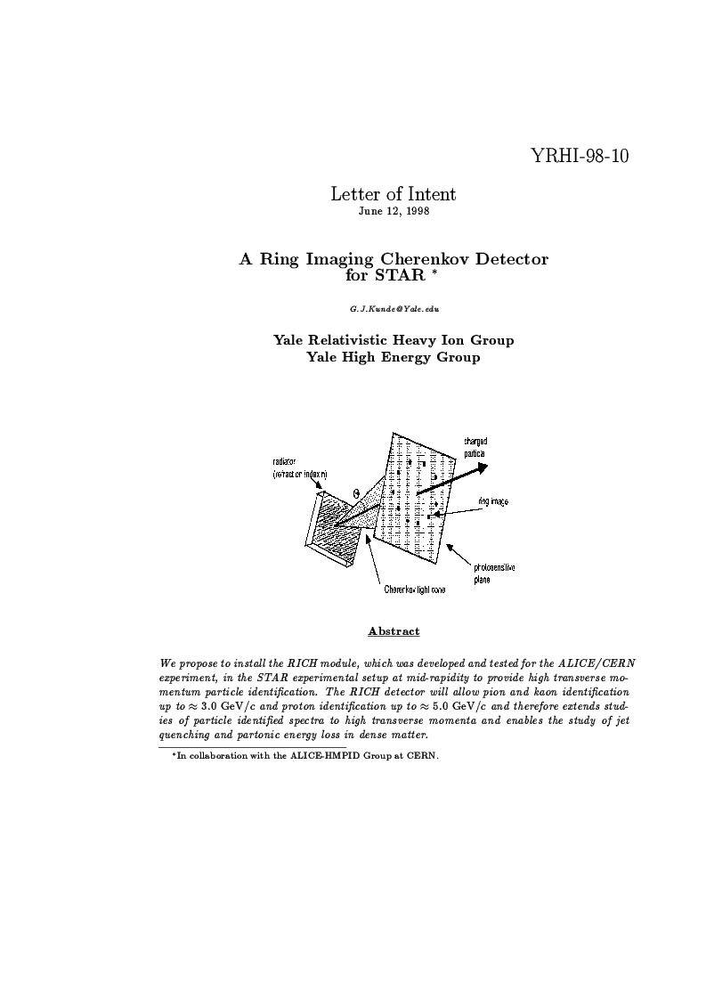 YRHI-98-10
Letter of Intent
June 12, 1998
A Ring Imaging Cherenkov Detector
for STAR *
G.J.Kunde@Yale.edu
Yale Relativistic Heavy Ion Group
Yale High Energy Group
charged
particle
radiator
(refraction index n)
Θ
ring image
photosensitive
plane
Cherenkov light cone
Abstract
We propose to install the RICH module, which was developed and tested for the ALICE/CERN
experiment, in the STAR experimental setup at mid-rapidity to provide high transverse mo-
mentum particle identification. The RICH detector will allow pion and kaon identification
up to ≈ 3.0 GeV/c and proton identification up to ≈ 5.0 GeV/c and therefore extends stud-
ies of particle identified spectra to high transverse momenta and enables the study of jet
quenching and partonic energy loss in dense matter.
*In collaboration with the ALICE-HMPID Group at CERN.